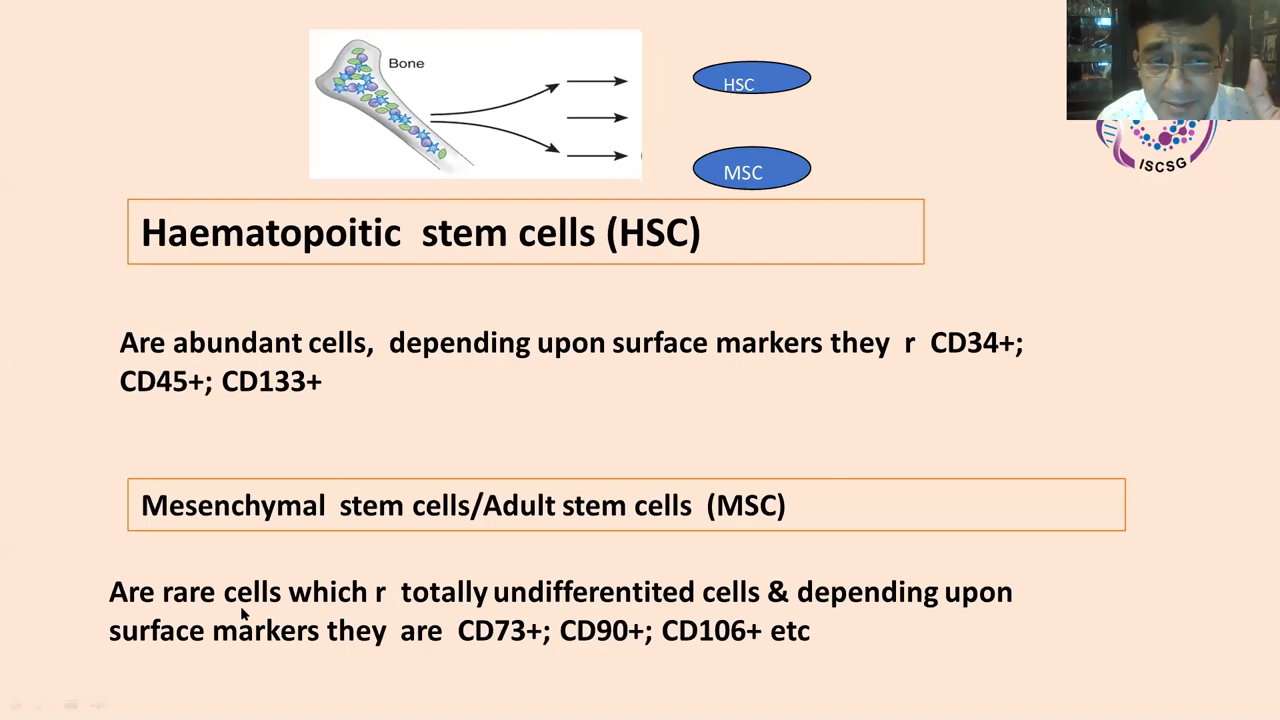 Bone
HSC
MSC
ISCSG
Haematopoitic stem cells (HSC)
Are abundant cells, depending upon surface markers they r CD34+;
CD45+; CD133+
Mesenchymal stem cells/Adult stem cells (MSC)
Are rare cells which r totally undifferentited cells & depending upon
surface markers they are CD73+; CD90+; CD106+ etc